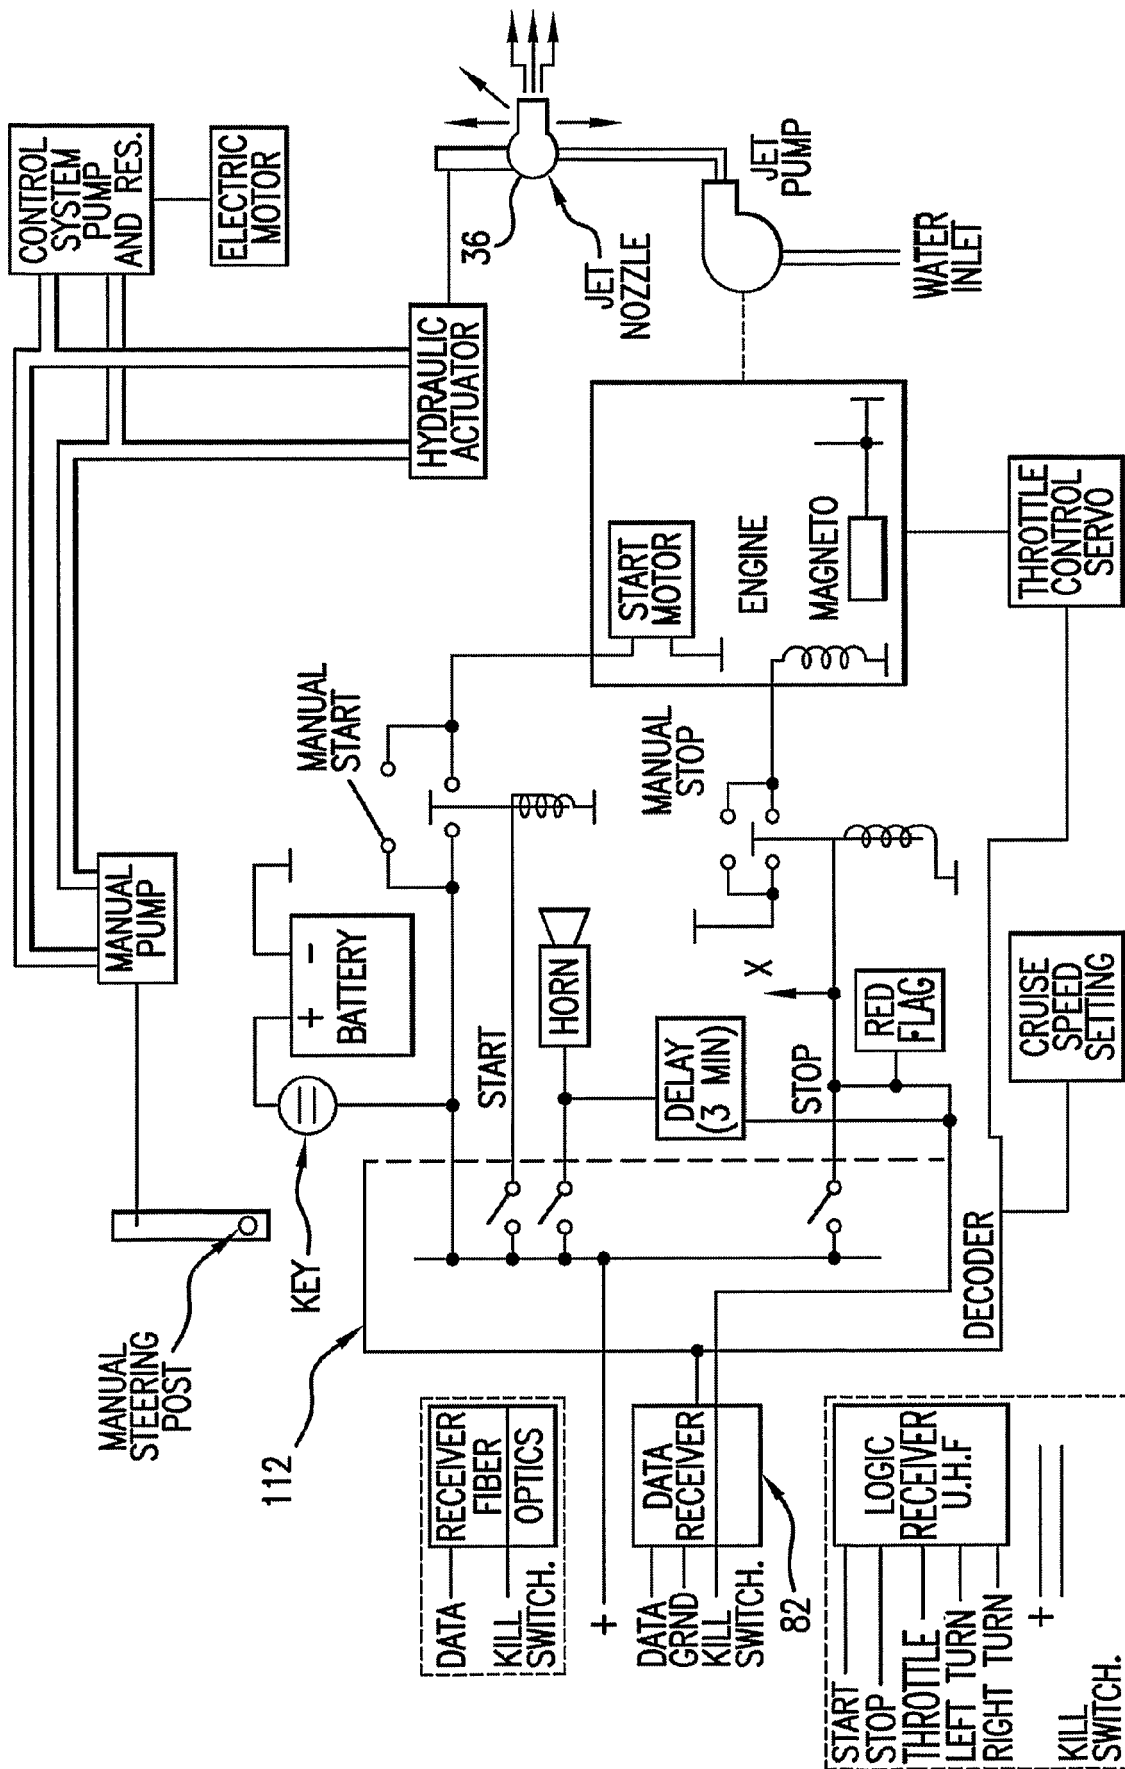 MANUAL
STEERING
POST
MANUAL
PUMP
CONTROL
SYSTEM
PUMP
AND RES.
ELECTRIC
MOTOR
KEY
+ -
BATTERY
112
MANUAL
START
HYDRAULIC
ACTUATOR
36
JET
NOZZLE
DATA
RECEIVER
FIBER
OPTICS
KILL
SWITCH.
START
HORN
START
MOTOR
ENGINE
MAGNETO
JET
PUMP
WATER
INLET
+
DATA
GRND
KILL
SWITCH.
DATA
RECEIVER
82
DELAY
(3 MIN)
MANUAL
STOP
X
STOP
RED
FLAG
DECODER
START
STOP
THROTTLE
LEFT TURN
RIGHT TURN
LOGIC
RECEIVER
U.H.F
+
KILL
SWITCH.
CRUISE
SPEED
SETTING
THROTTLE
CONTROL
SERVO